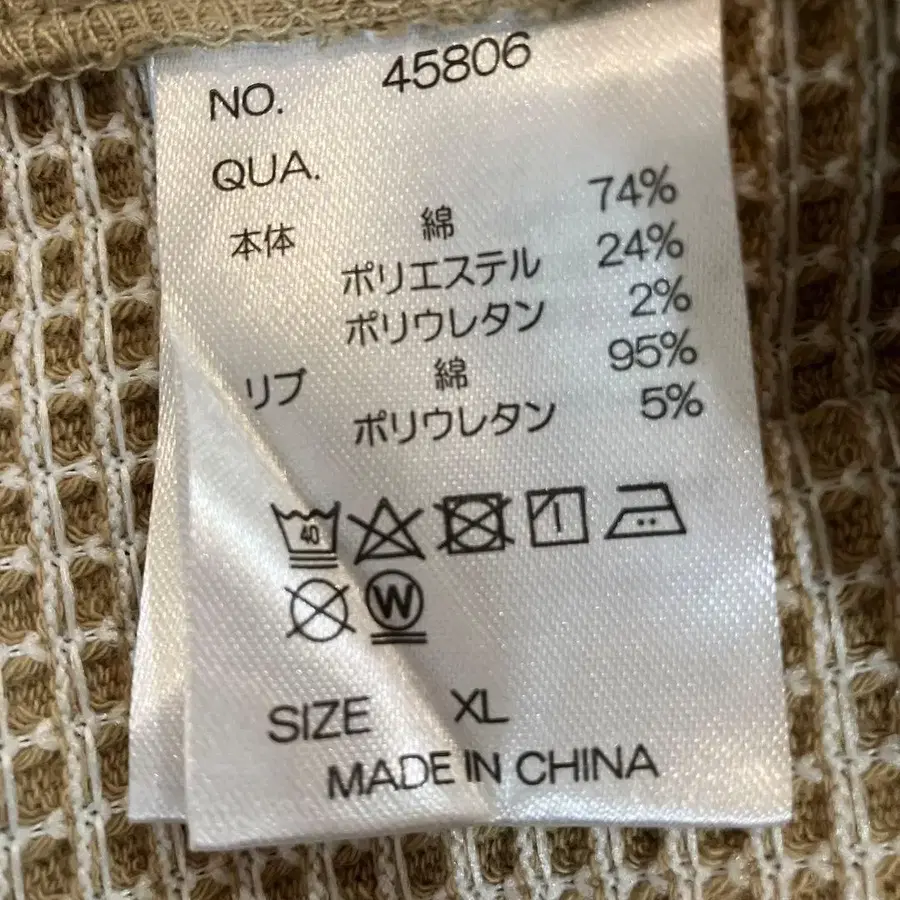 NO. 45806
QUA.
本体 綿 74%
ポリエステル 24%
ポリウレタン 2%
リブ 綿 95%
ポリウレタン 5%
40
W
SIZE XL
MADE IN CHINA